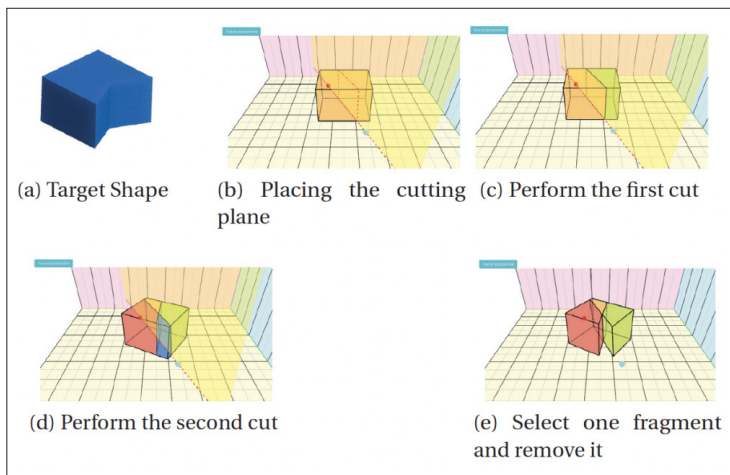 (a) Target Shape
(b) Placing the cutting
plane
(c) Perform the first cut
(d) Perform the second cut
(e) Select one fragment
and remove it